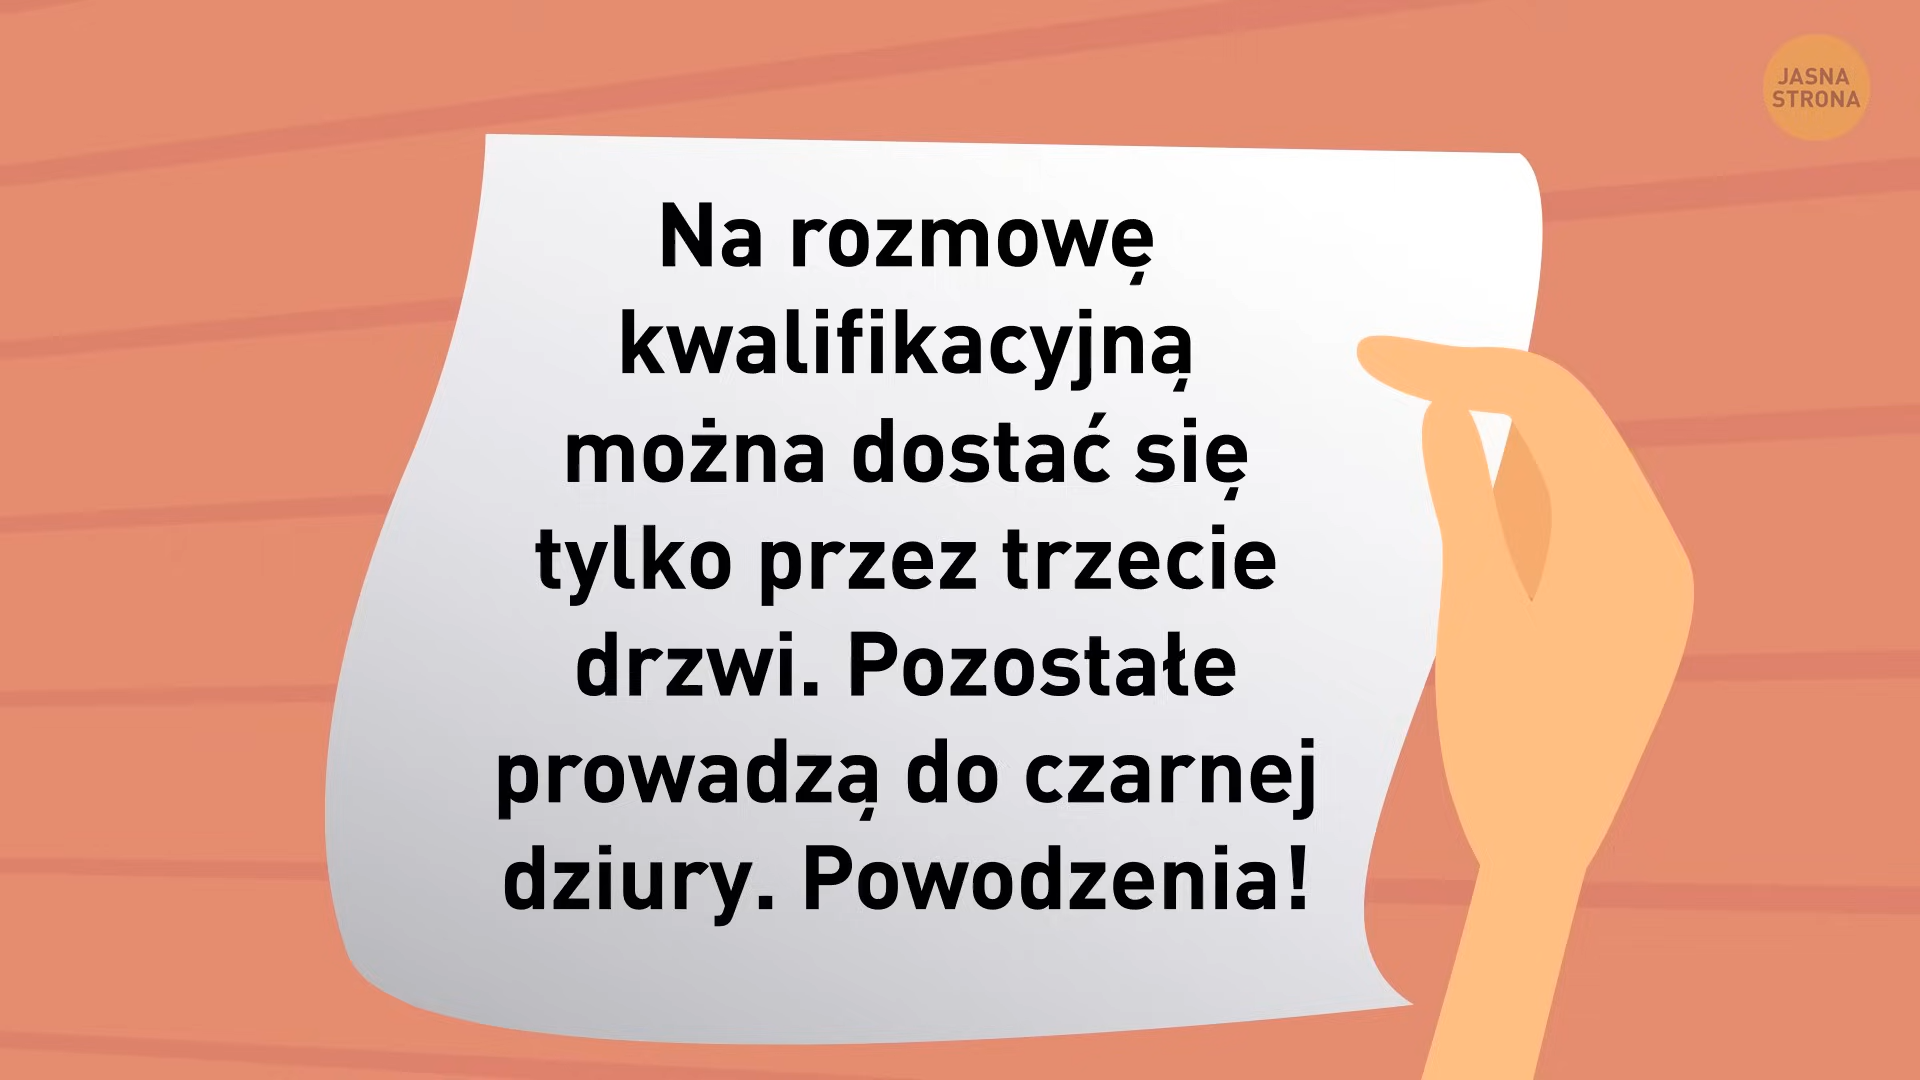 JASNA
STRONA
Na rozmowę
kwalifikacyjną
można dostać się
tylko przez trzecie
drzwi. Pozostałe
prowadzą do czarnej
dziury. Powodzenia!